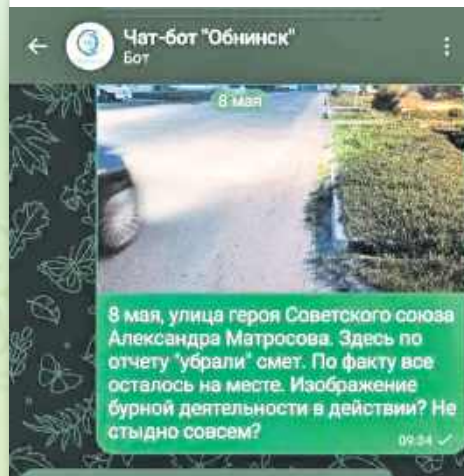 Чат-бот "Обнинск"
Бот
8 мая
8 мая, улица героя Советского союза
Александра Матросова. Здесь по
отчету "убрали" смет. По факту все
осталось на месте. Изображение
бурной деятельности в действии? Не
стыдно совсем?
09:34